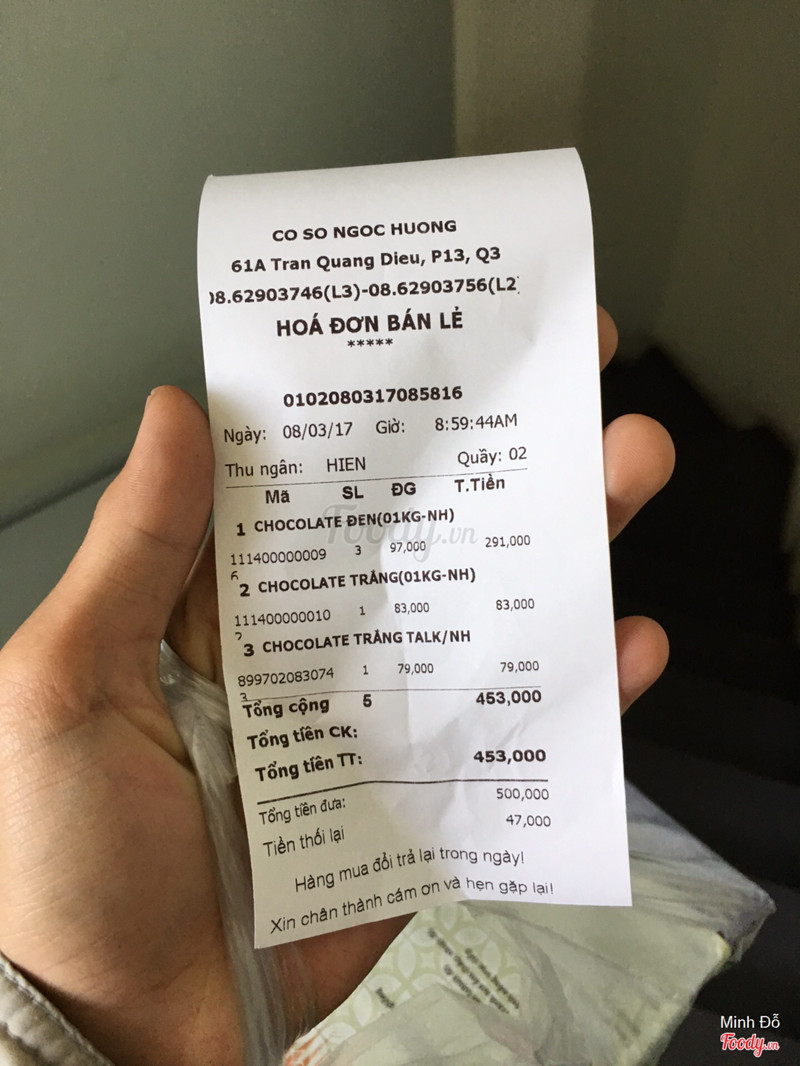 CO SO NGOC HUONG
61A Tran Quang Dieu, P13, Q3
08.62903746(L3)-08.62903756(L2)
HOÁ ĐƠN BÁN LẺ
*****
0102080317085816
Ngày: 08/03/17 Giờ: 8:59:44AM
Thu ngân: HIEN Quầy: 02
Mã SL ĐG T.Tiền
1 CHOCOLATE ĐEN(01KG-NH)
111400000009 3 97,000 291,000
6
2 CHOCOLATE TRẮNG(01KG-NH)
111400000010 1 83,000 83,000
2
3 CHOCOLATE TRẮNG TALK/NH
899702083074 1 79,000 79,000
3
Tổng cộng 5 453,000
Tổng tiền CK:
Tổng tiền TT: 453,000
Tổng tiền đưa: 500,000
Tiền thối lại 47,000
Hàng mua đổi trả lại trong ngày!
Xin chân thành cám ơn và hẹn gặp lại!
Foody.vn
Minh Đỗ
Foody.vn